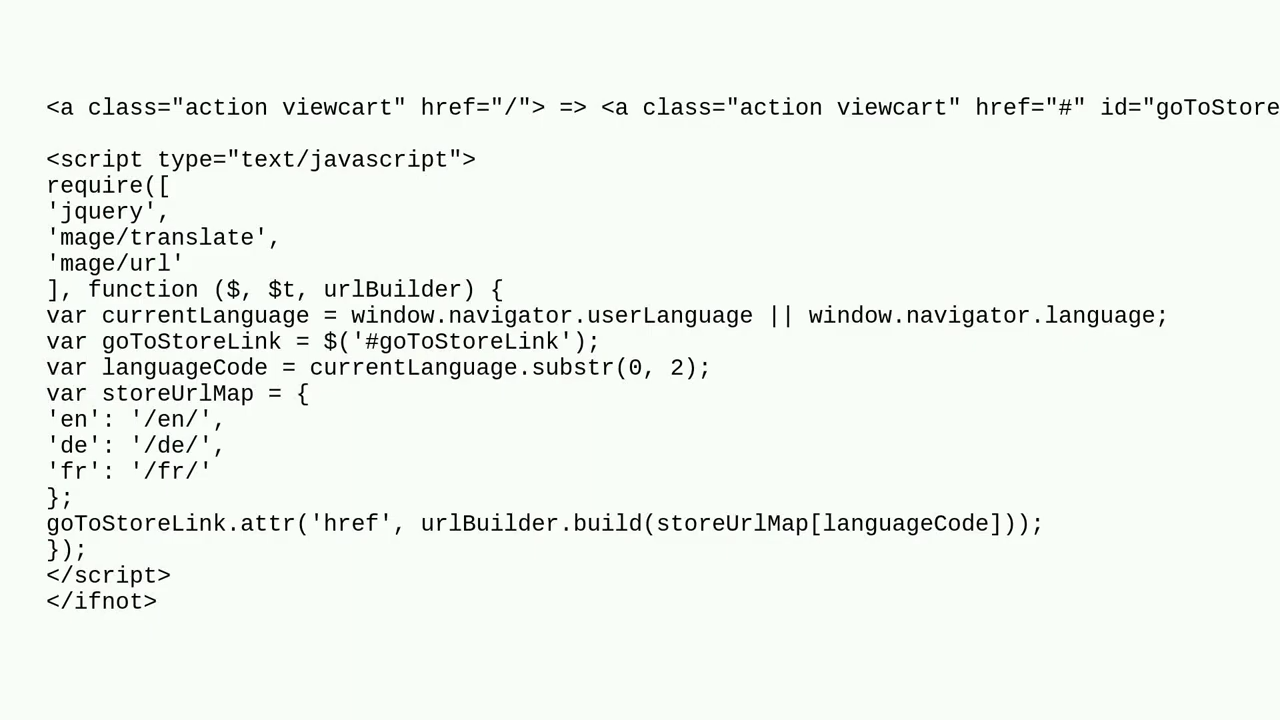 <a class="action viewcart" href="/"> => <a class="action viewcart" href="#" id="goToStore
<script type="text/javascript">
require([
'jquery',
'mage/translate',
'mage/url'
], function ($, $t, urlBuilder) {
var currentLanguage = window.navigator.userLanguage || window.navigator.language;
var goToStoreLink = $('#goToStoreLink');
var languageCode = currentLanguage.substr(0, 2);
var storeUrlMap = {
'en': '/en/',
'de': '/de/',
'fr': '/fr/'
};
goToStoreLink.attr('href', urlBuilder.build(storeUrlMap[languageCode]));
});
</script>
</ifnot>